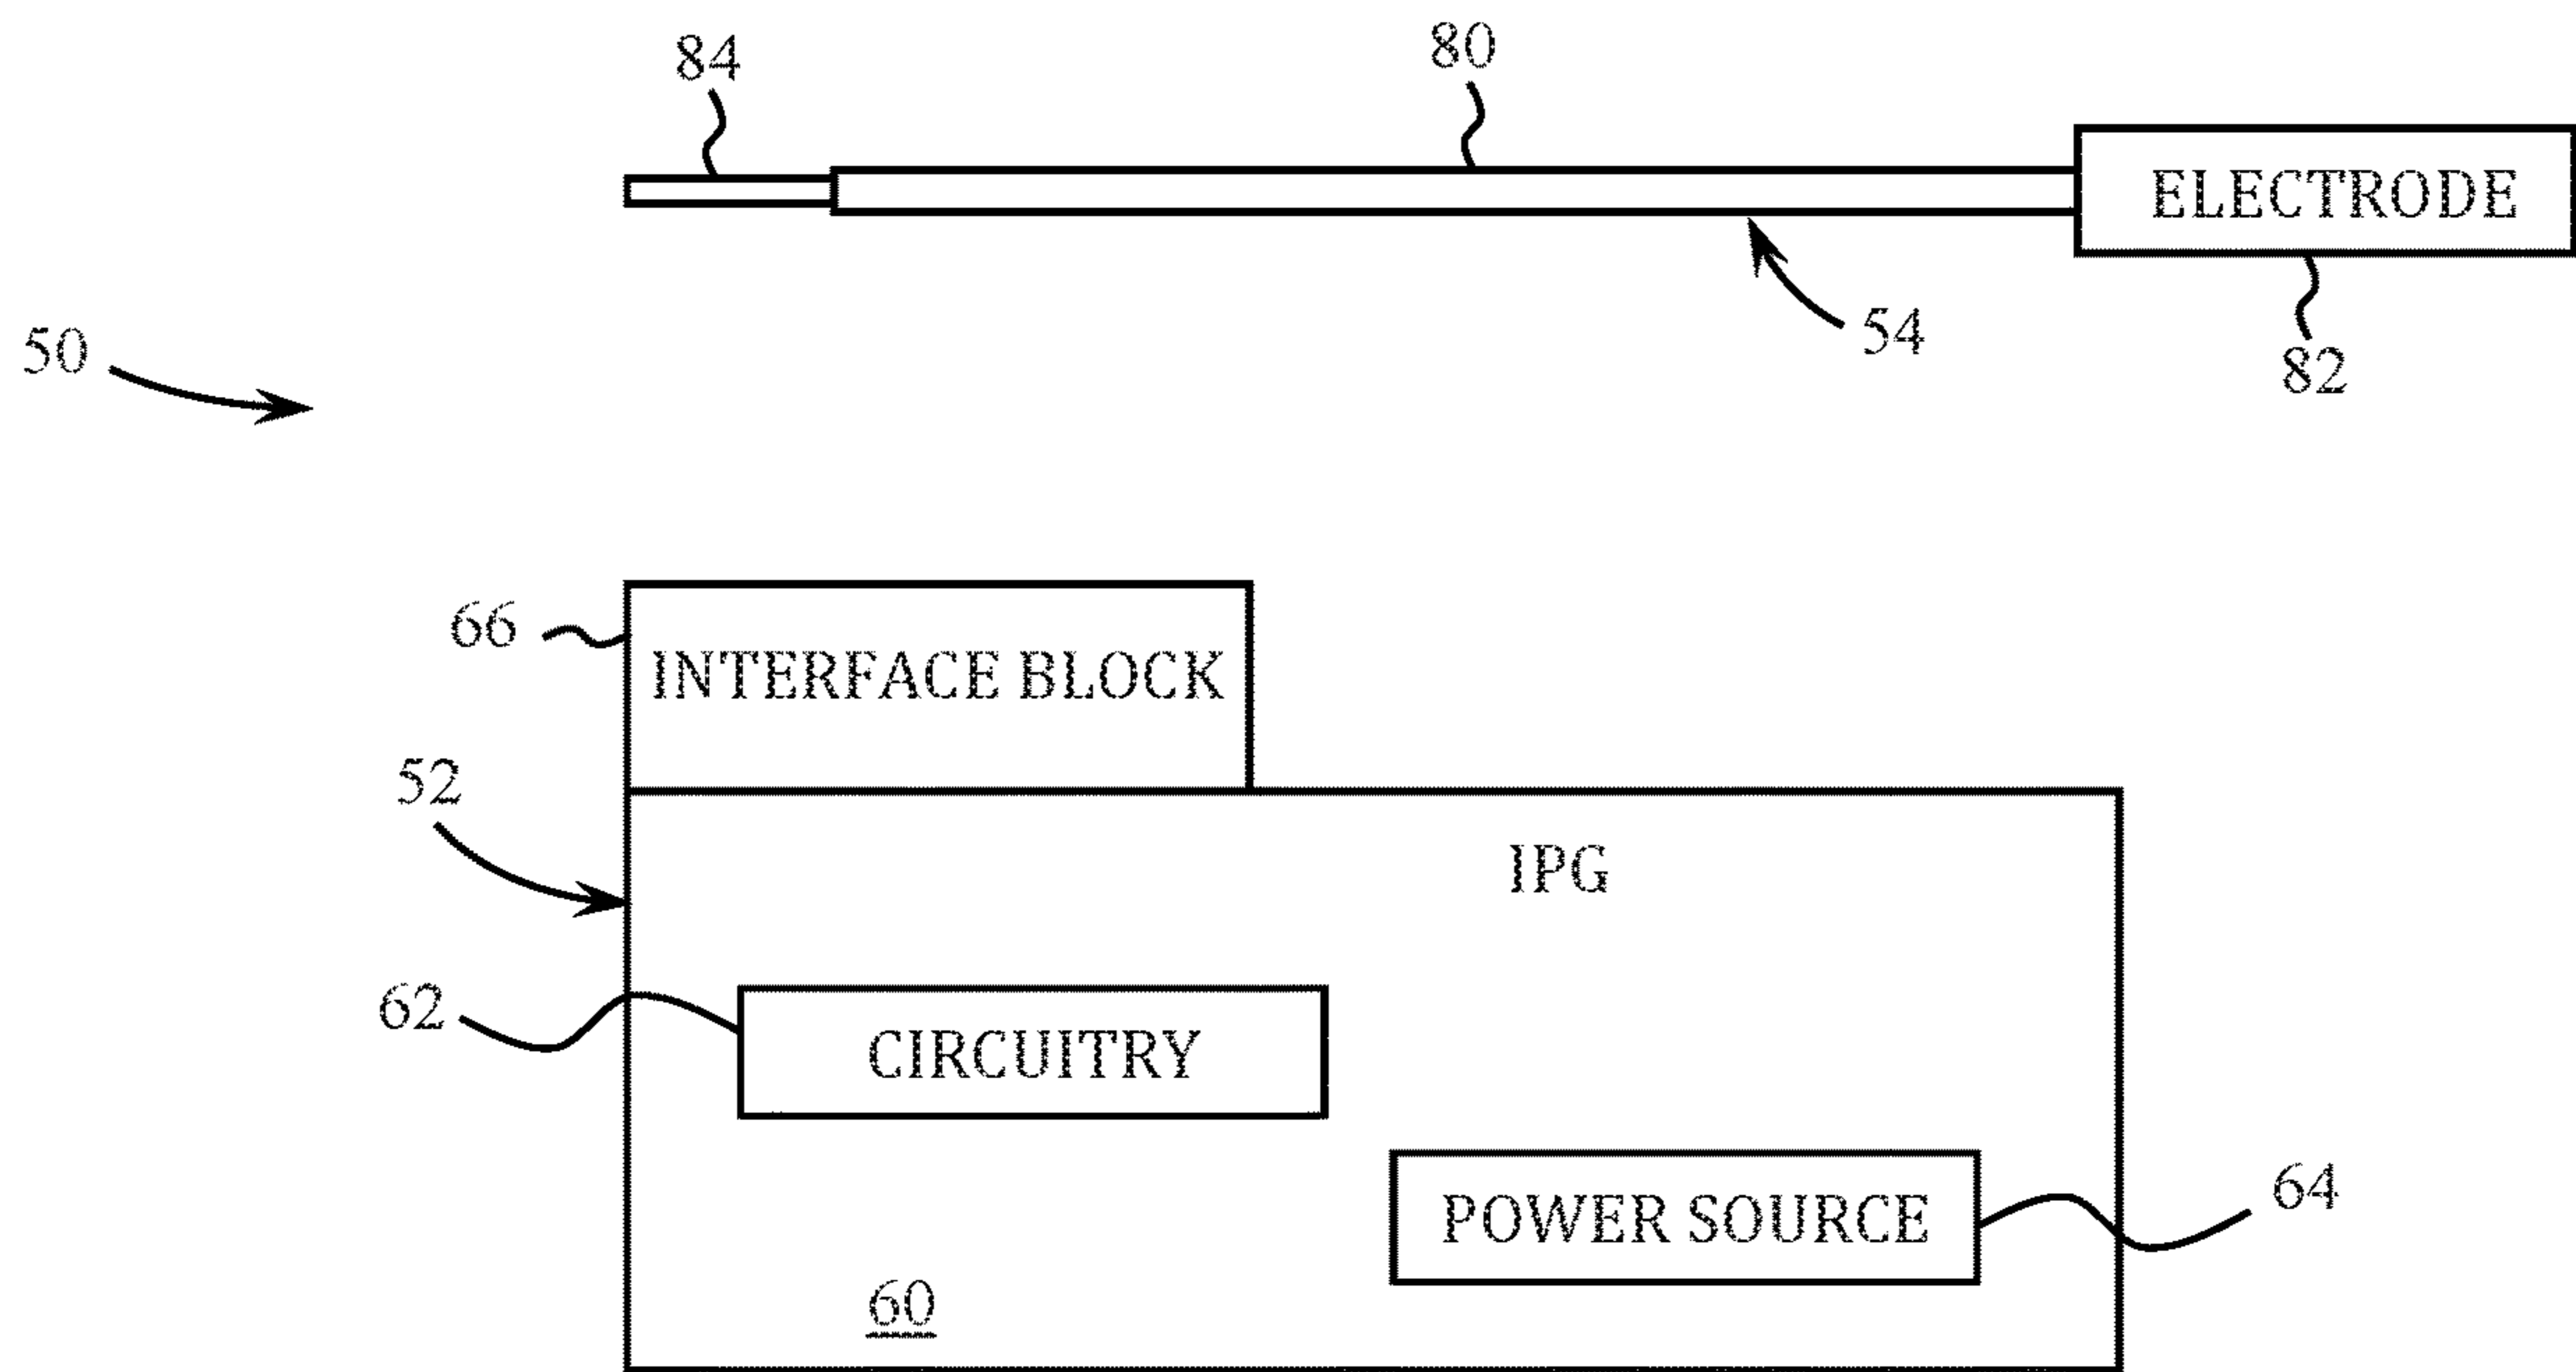 84
80
ELECTRODE
54
82
50
66
INTERFACE BLOCK
52
IPG
62
CIRCUITRY
64
POWER SOURCE
60